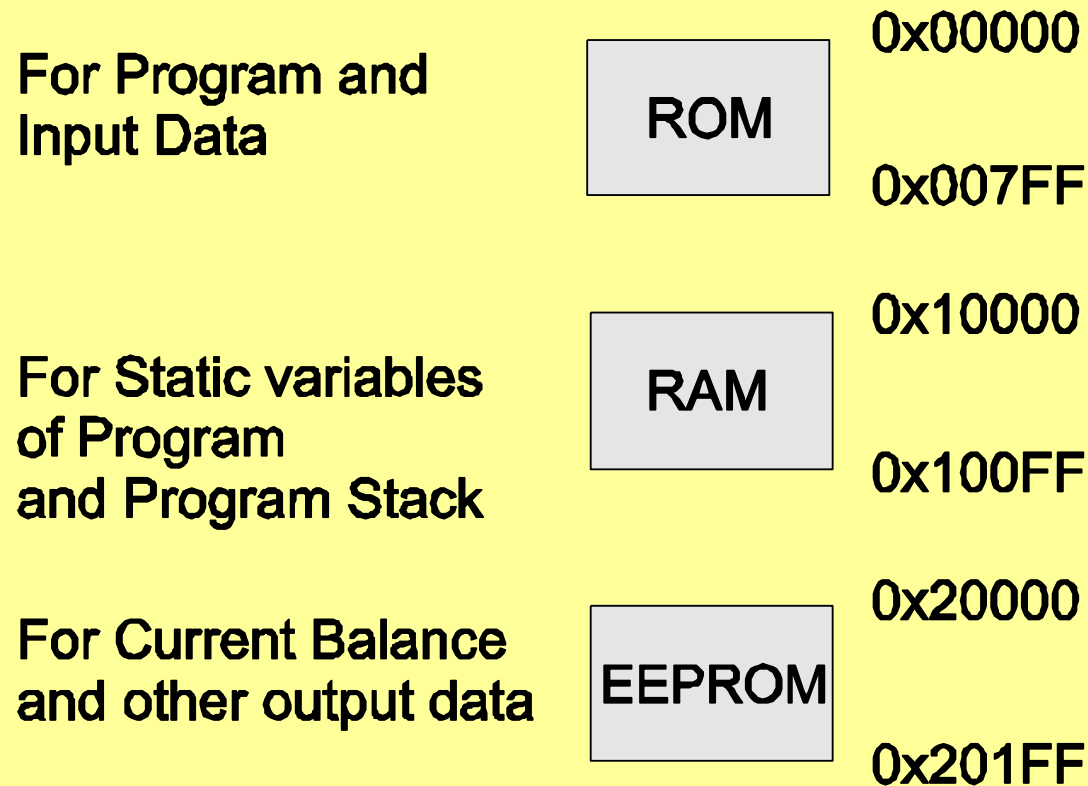 For Program and
Input Data
ROM
0x00000
0x007FF
For Static variables
of Program
and Program Stack
RAM
0x10000
0x100FF
For Current Balance
and other output data
EEPROM
0x20000
0x201FF